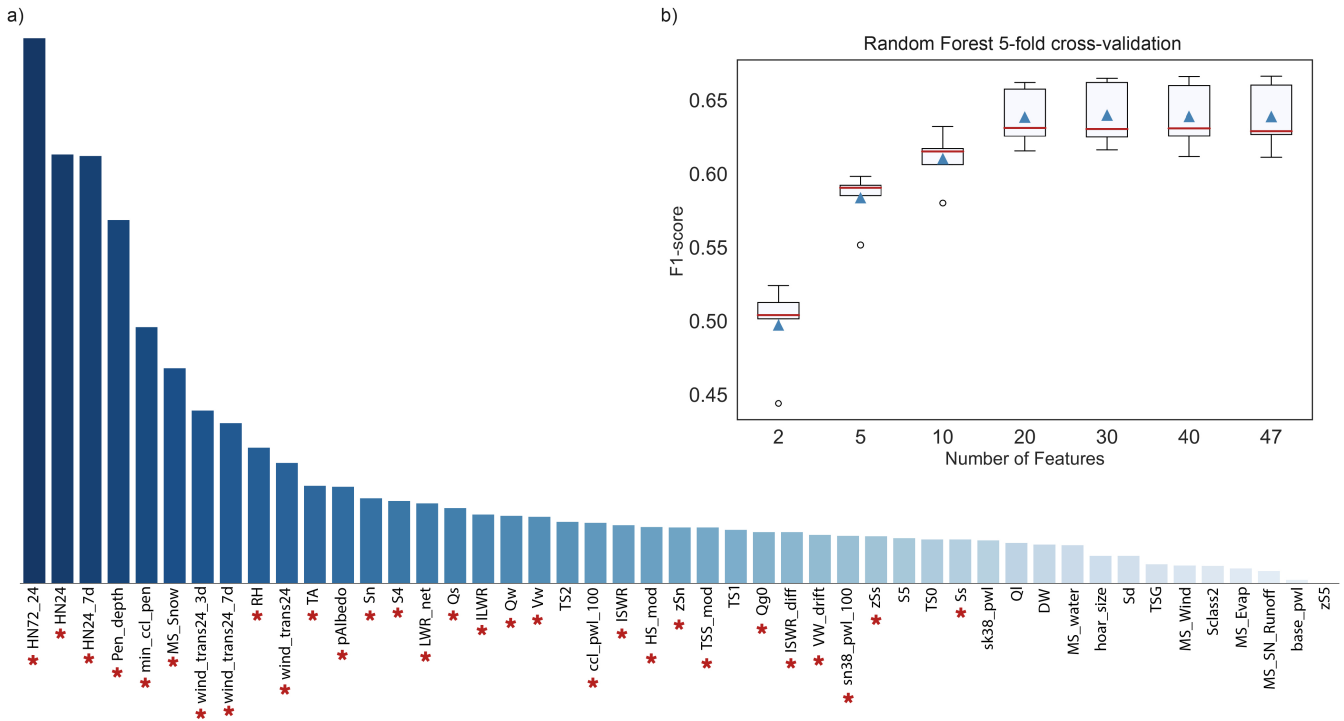 a)
b)
Random Forest 5-fold cross-validation
F1-score
0.65
0.60
0.55
0.50
0.45
2 5 10 20 30 40 47
Number of Features
* HN72_24
* HN24
* HN24_7d
* Pen_depth
* min_ccl_pen
* MS_Snow
* wind_trans24_3d
* wind_trans24_7d
* RH
* wind_trans24
* TA
* pAlbedo
* Sn
* S4
* LWR_net
* Qs
* ILWR
* Qw
* Vw
TS2
* ccl_pwl_100
* ISWR
* HS_mod
* zSn
* TSS_mod
TS1
* Qg0
* ISWR_diff
* VW_drift
* sn38_pwl_100
* zSs
S5
TS0
* Ss
sk38_pwl
Ql
DW
MS_water
hoar_size
Sd
TSG
MS_Wind
Sclass2
MS_Evap
MS_SN_Runoff
base_pwl
zS5